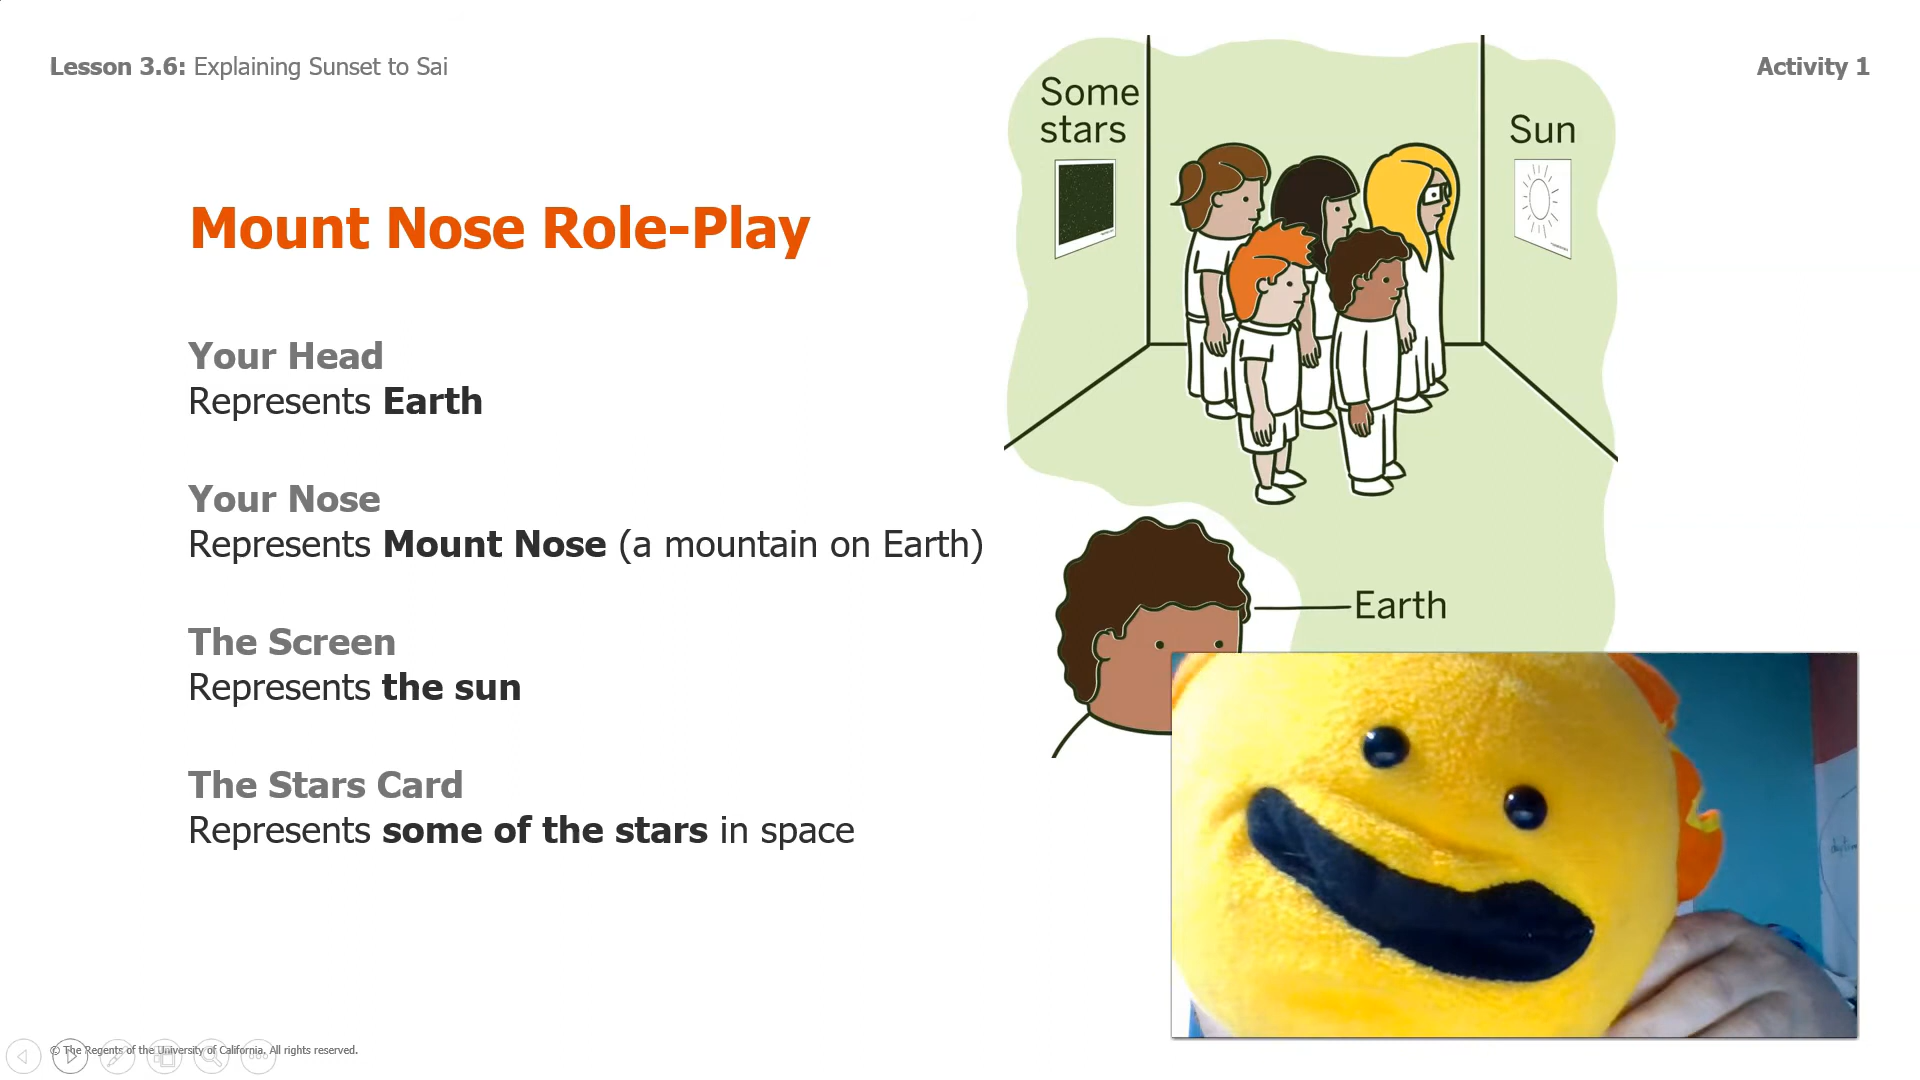 Lesson 3.6: Explaining Sunset to Sai
Activity 1
Mount Nose Role-Play
Your Head
Represents Earth
Your Nose
Represents Mount Nose (a mountain on Earth)
The Screen
Represents the sun
The Stars Card
Represents some of the stars in space
Some
stars
Sun
Earth
© The Regents of the University of California. All rights reserved.